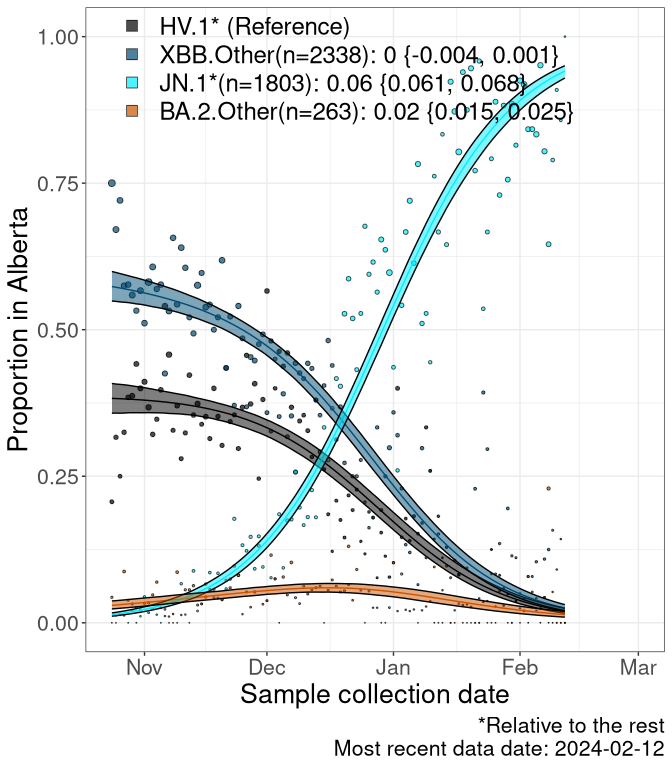 HV.1* (Reference)
XBB.Other(n=2338): 0 {-0.004, 0.001}
JN.1*(n=1803): 0.06 {0.061, 0.068}
BA.2.Other(n=263): 0.02 {0.015, 0.025}
1.00
0.75
0.50
0.25
0.00
Proportion in Alberta
Nov Dec Jan Feb Mar
Sample collection date
*Relative to the rest
Most recent data date: 2024-02-12